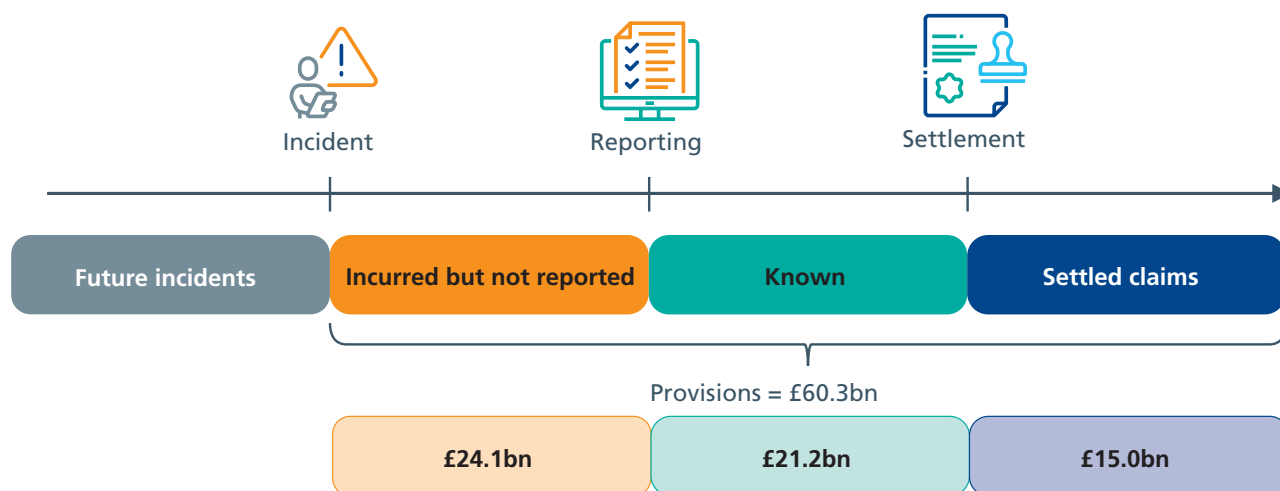 Incident
Reporting
Settlement
Future incidents
Incurred but not reported
Known
Settled claims
Provisions = £60.3bn
£24.1bn
£21.2bn
£15.0bn